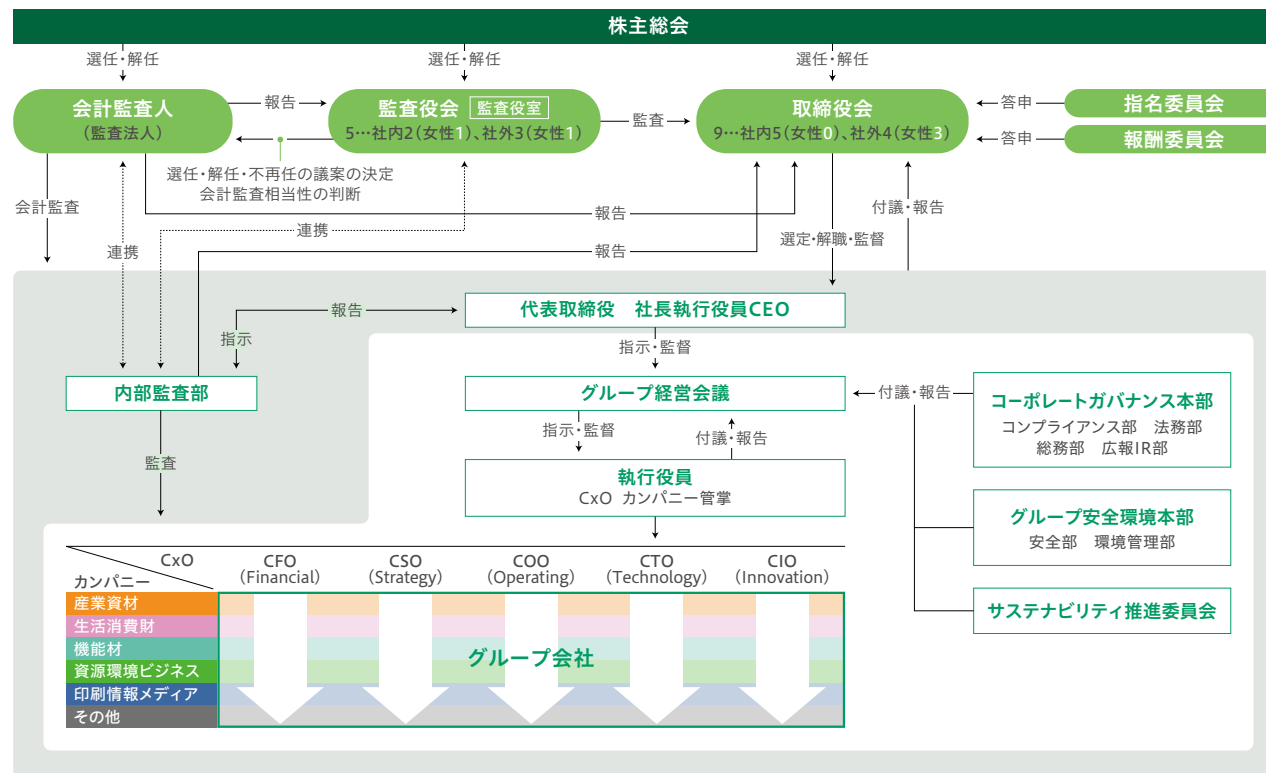 株主総会
選任・解任
選任・解任
選任・解任
会計監査人
(監査法人)
報告
監査役会 監査役室
5…社内2(女性1)、社外3(女性1)
監査
取締役会
9…社内5(女性0)、社外4(女性3)
答申
指名委員会
答申
報酬委員会
選任・解任・不再任の議案の決定
会計監査相当性の判断
会計監査
連携
連携
報告
報告
選定・解職・監督
付議・報告
代表取締役 社長執行役員CEO
報告
指示
指示・監督
内部監査部
監査
グループ経営会議
付議・報告
指示・監督
付議・報告
執行役員
CxO カンパニー管掌
コーポレートガバナンス本部
コンプライアンス部 法務部
総務部 広報IR部
グループ安全環境本部
安全部 環境管理部
サステナビリティ推進委員会
CxO
カンパニー
CFO
(Financial)
CSO
(Strategy)
COO
(Operating)
CTO
(Technology)
CIO
(Innovation)
産業資材
生活消費財
機能材
資源環境ビジネス
印刷情報メディア
その他
グループ会社